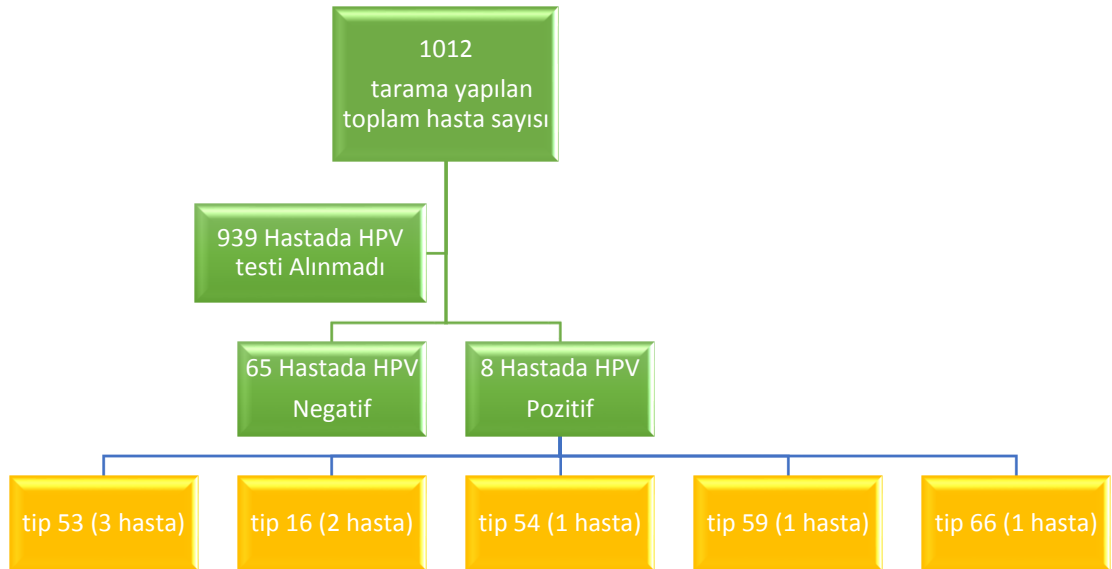 1012
tarama yapılan
toplam hasta sayısı
939 Hastada HPV
testi Alınmadı
65 Hastada HPV
Negatif
8 Hastada HPV
Pozitif
tip 53 (3 hasta)
tip 16 (2 hasta)
tip 54 (1 hasta)
tip 59 (1 hasta)
tip 66 (1 hasta)